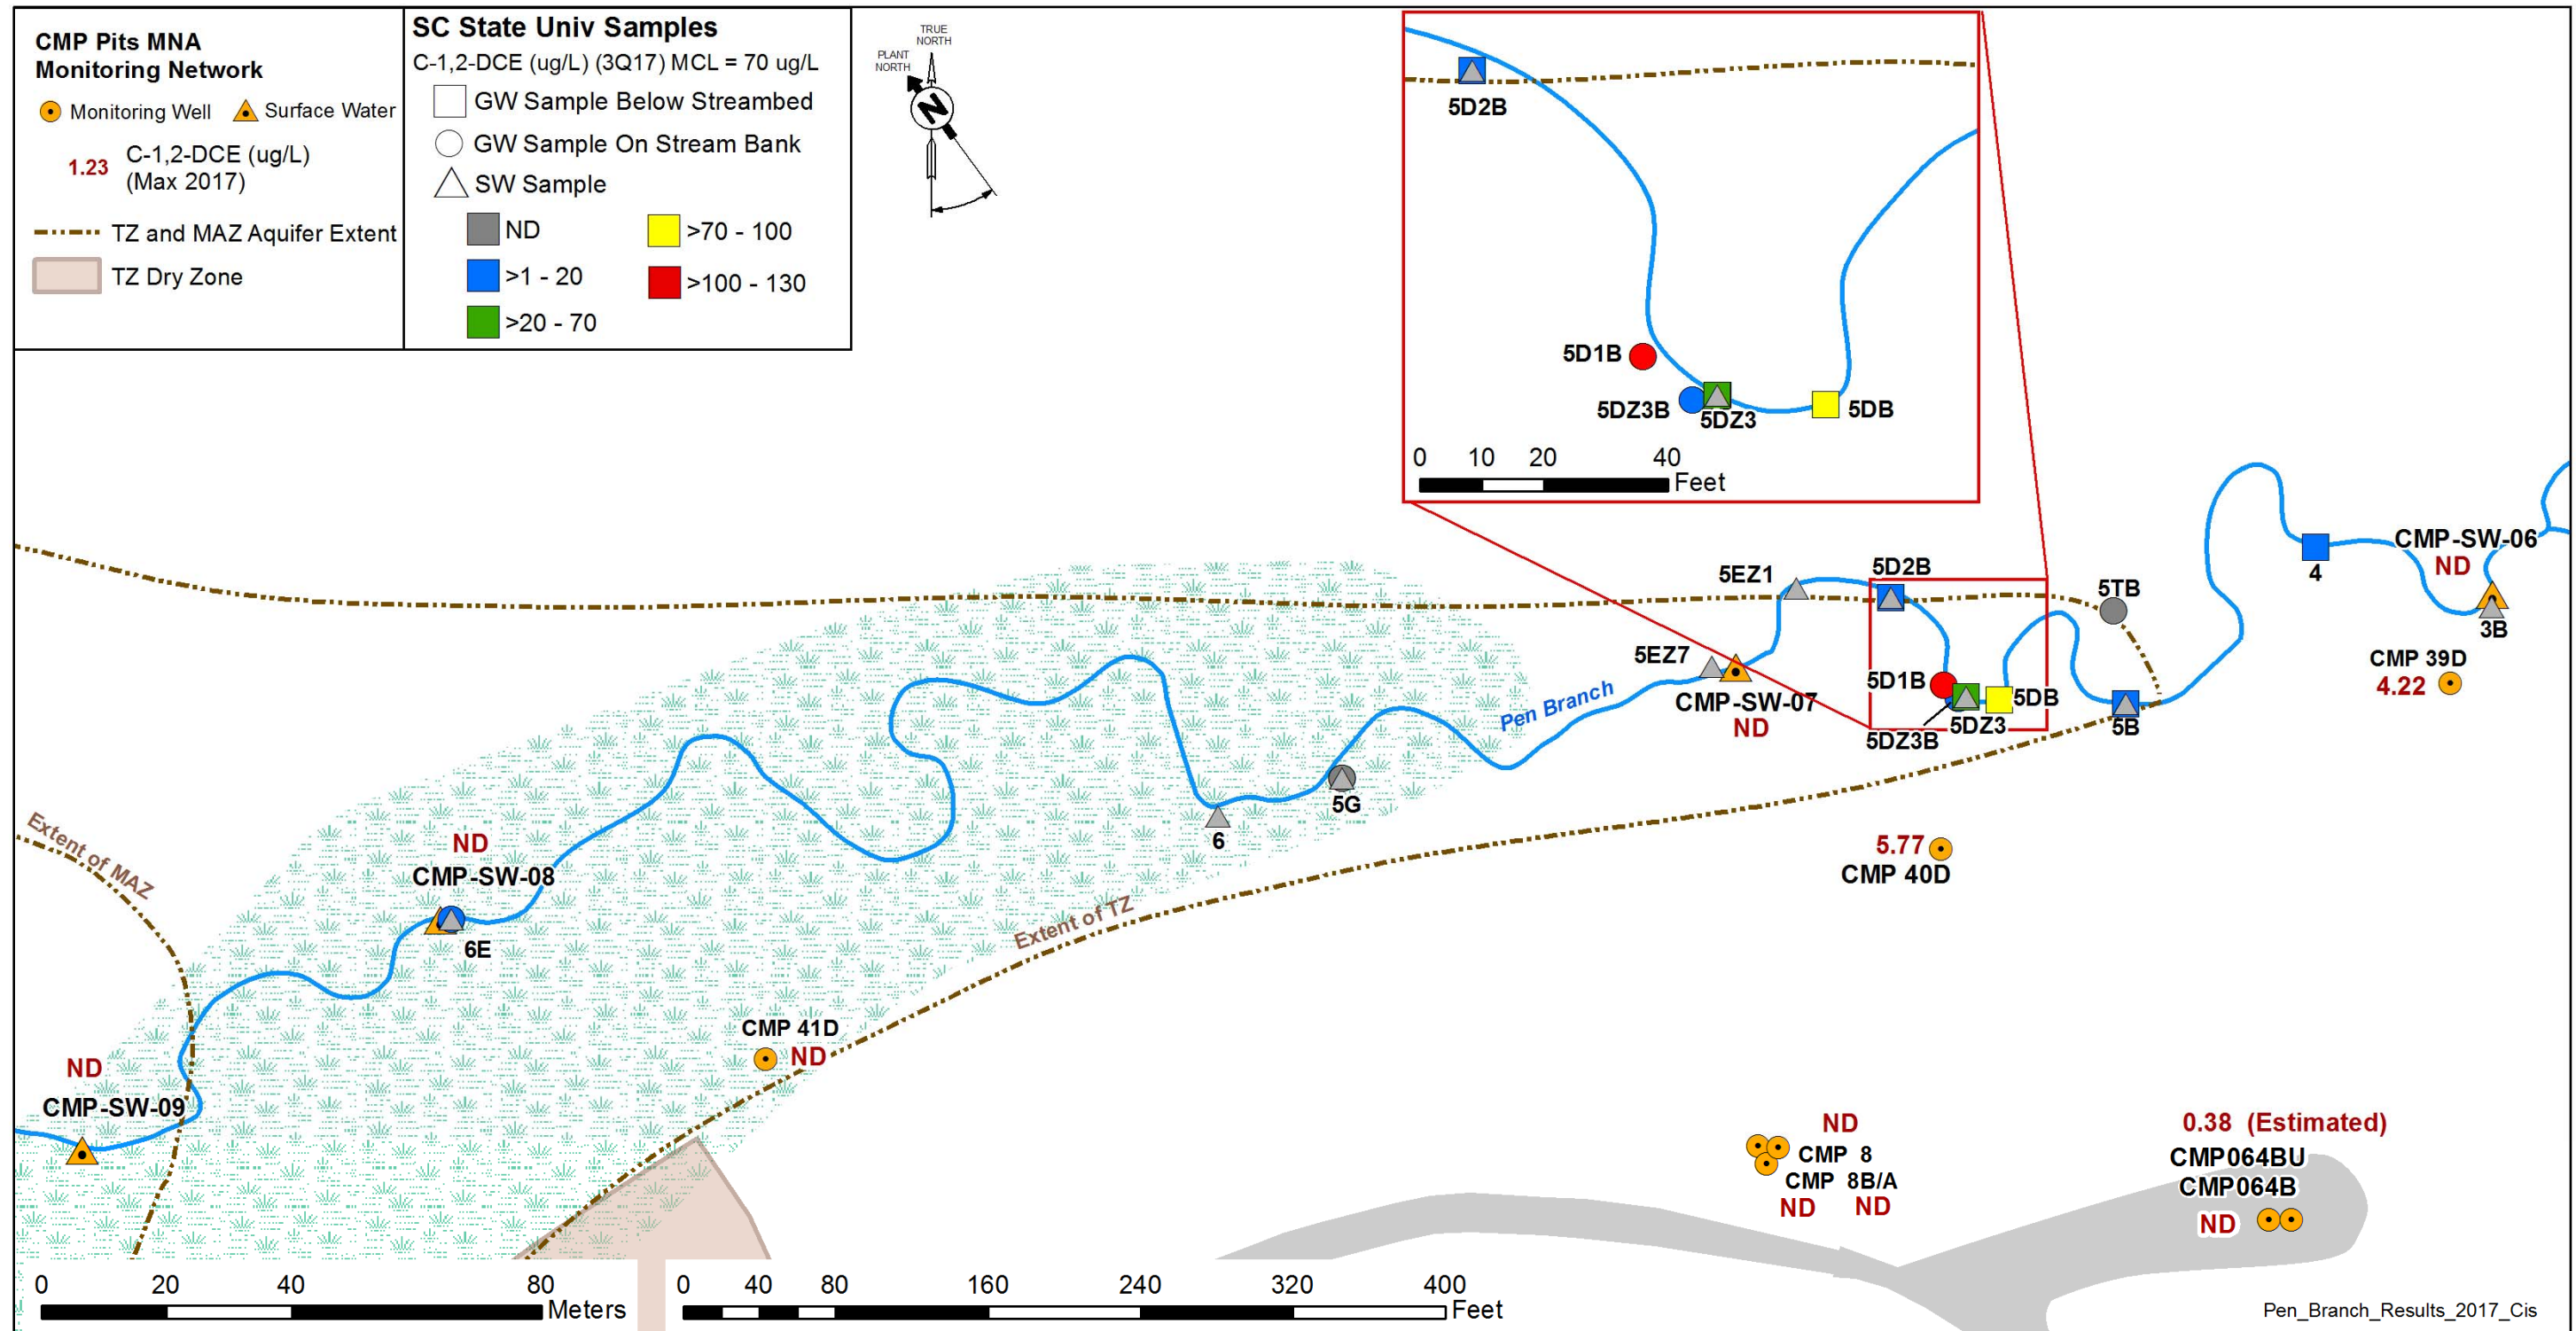 CMP Pits MNA
Monitoring Network
Monitoring Well
Surface Water
1.23
C-1,2-DCE (ug/L)
(Max 2017)
TZ and MAZ Aquifer Extent
TZ Dry Zone
SC State Univ Samples
C-1,2-DCE (ug/L) (3Q17) MCL = 70 ug/L
GW Sample Below Streambed
GW Sample On Stream Bank
SW Sample
ND
>1 - 20
>20 - 70
>70 - 100
>100 - 130
TRUE
NORTH
PLANT
NORTH
N
5D2B
5D1B
5DZ3B
5DZ3
5DB
0 10 20 40
Feet
CMP-SW-06
ND
4
3B
5TB
5D2B
5EZ1
5EZ7
CMP-SW-07
ND
5D1B
5DB
5DZ3
5DZ3B
5B
CMP 39D
4.22
Pen Branch
5G
6
5.77
CMP 40D
Extent of MAZ
ND
CMP-SW-08
6E
Extent of TZ
CMP 41D
ND
ND
CMP-SW-09
ND
CMP 8
CMP 8B/A
ND ND
0.38 (Estimated)
CMP064BU
CMP064B
ND
0 20 40 80
Meters
0 40 80 160 240 320 400
Feet
Pen_Branch_Results_2017_Cis